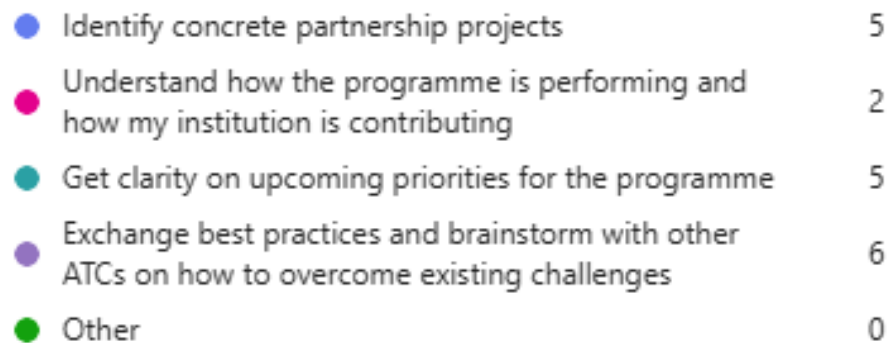 Identify concrete partnership projects 5
Understand how the programme is performing and
how my institution is contributing 2
Get clarity on upcoming priorities for the programme 5
Exchange best practices and brainstorm with other
ATCs on how to overcome existing challenges 6
Other 0